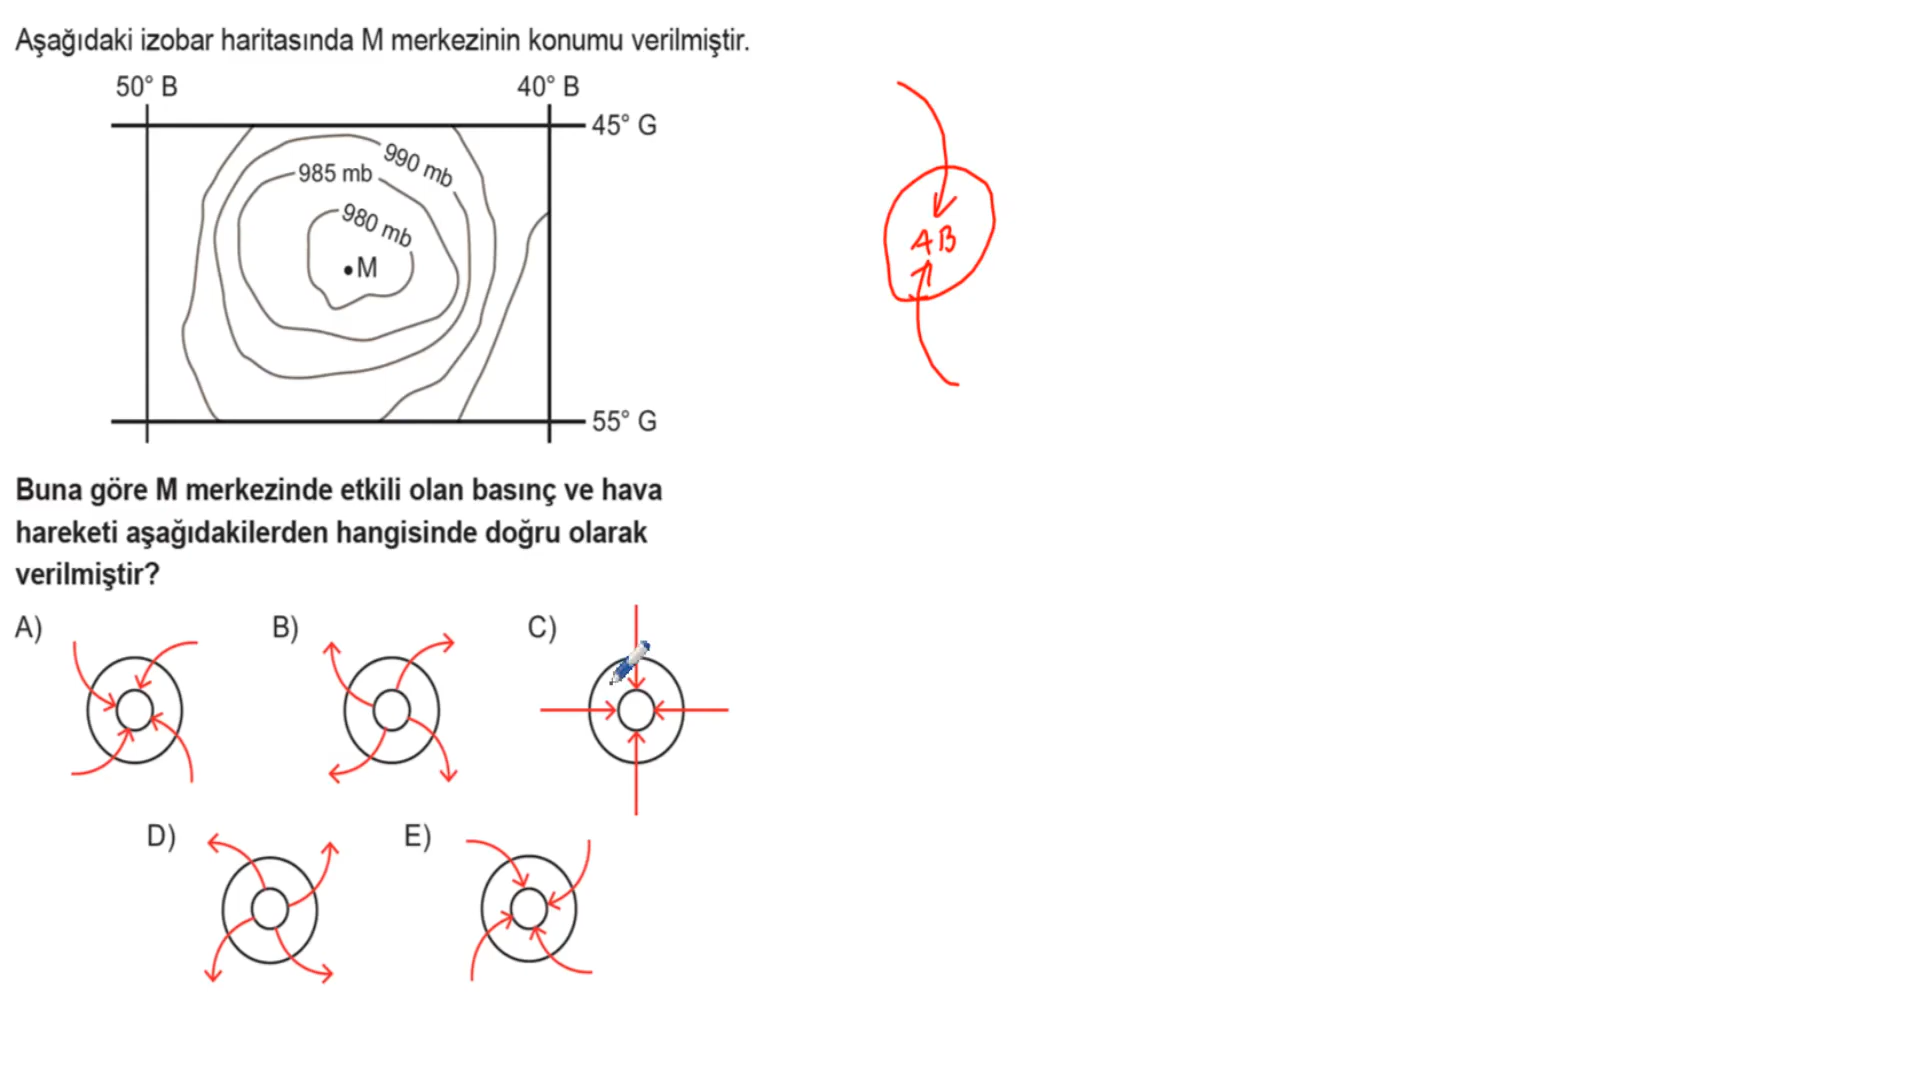 Aşağıdaki izobar haritasında M merkezinin konumu verilmiştir.
50° B
40° B
45° G
990 mb
985 mb
980 mb
M
AB
55° G
Buna göre M merkezinde etkili olan basınç ve hava
hareketi aşağıdakilerden hangisinde doğru olarak
verilmiştir?
A)
B)
C)
D)
E)